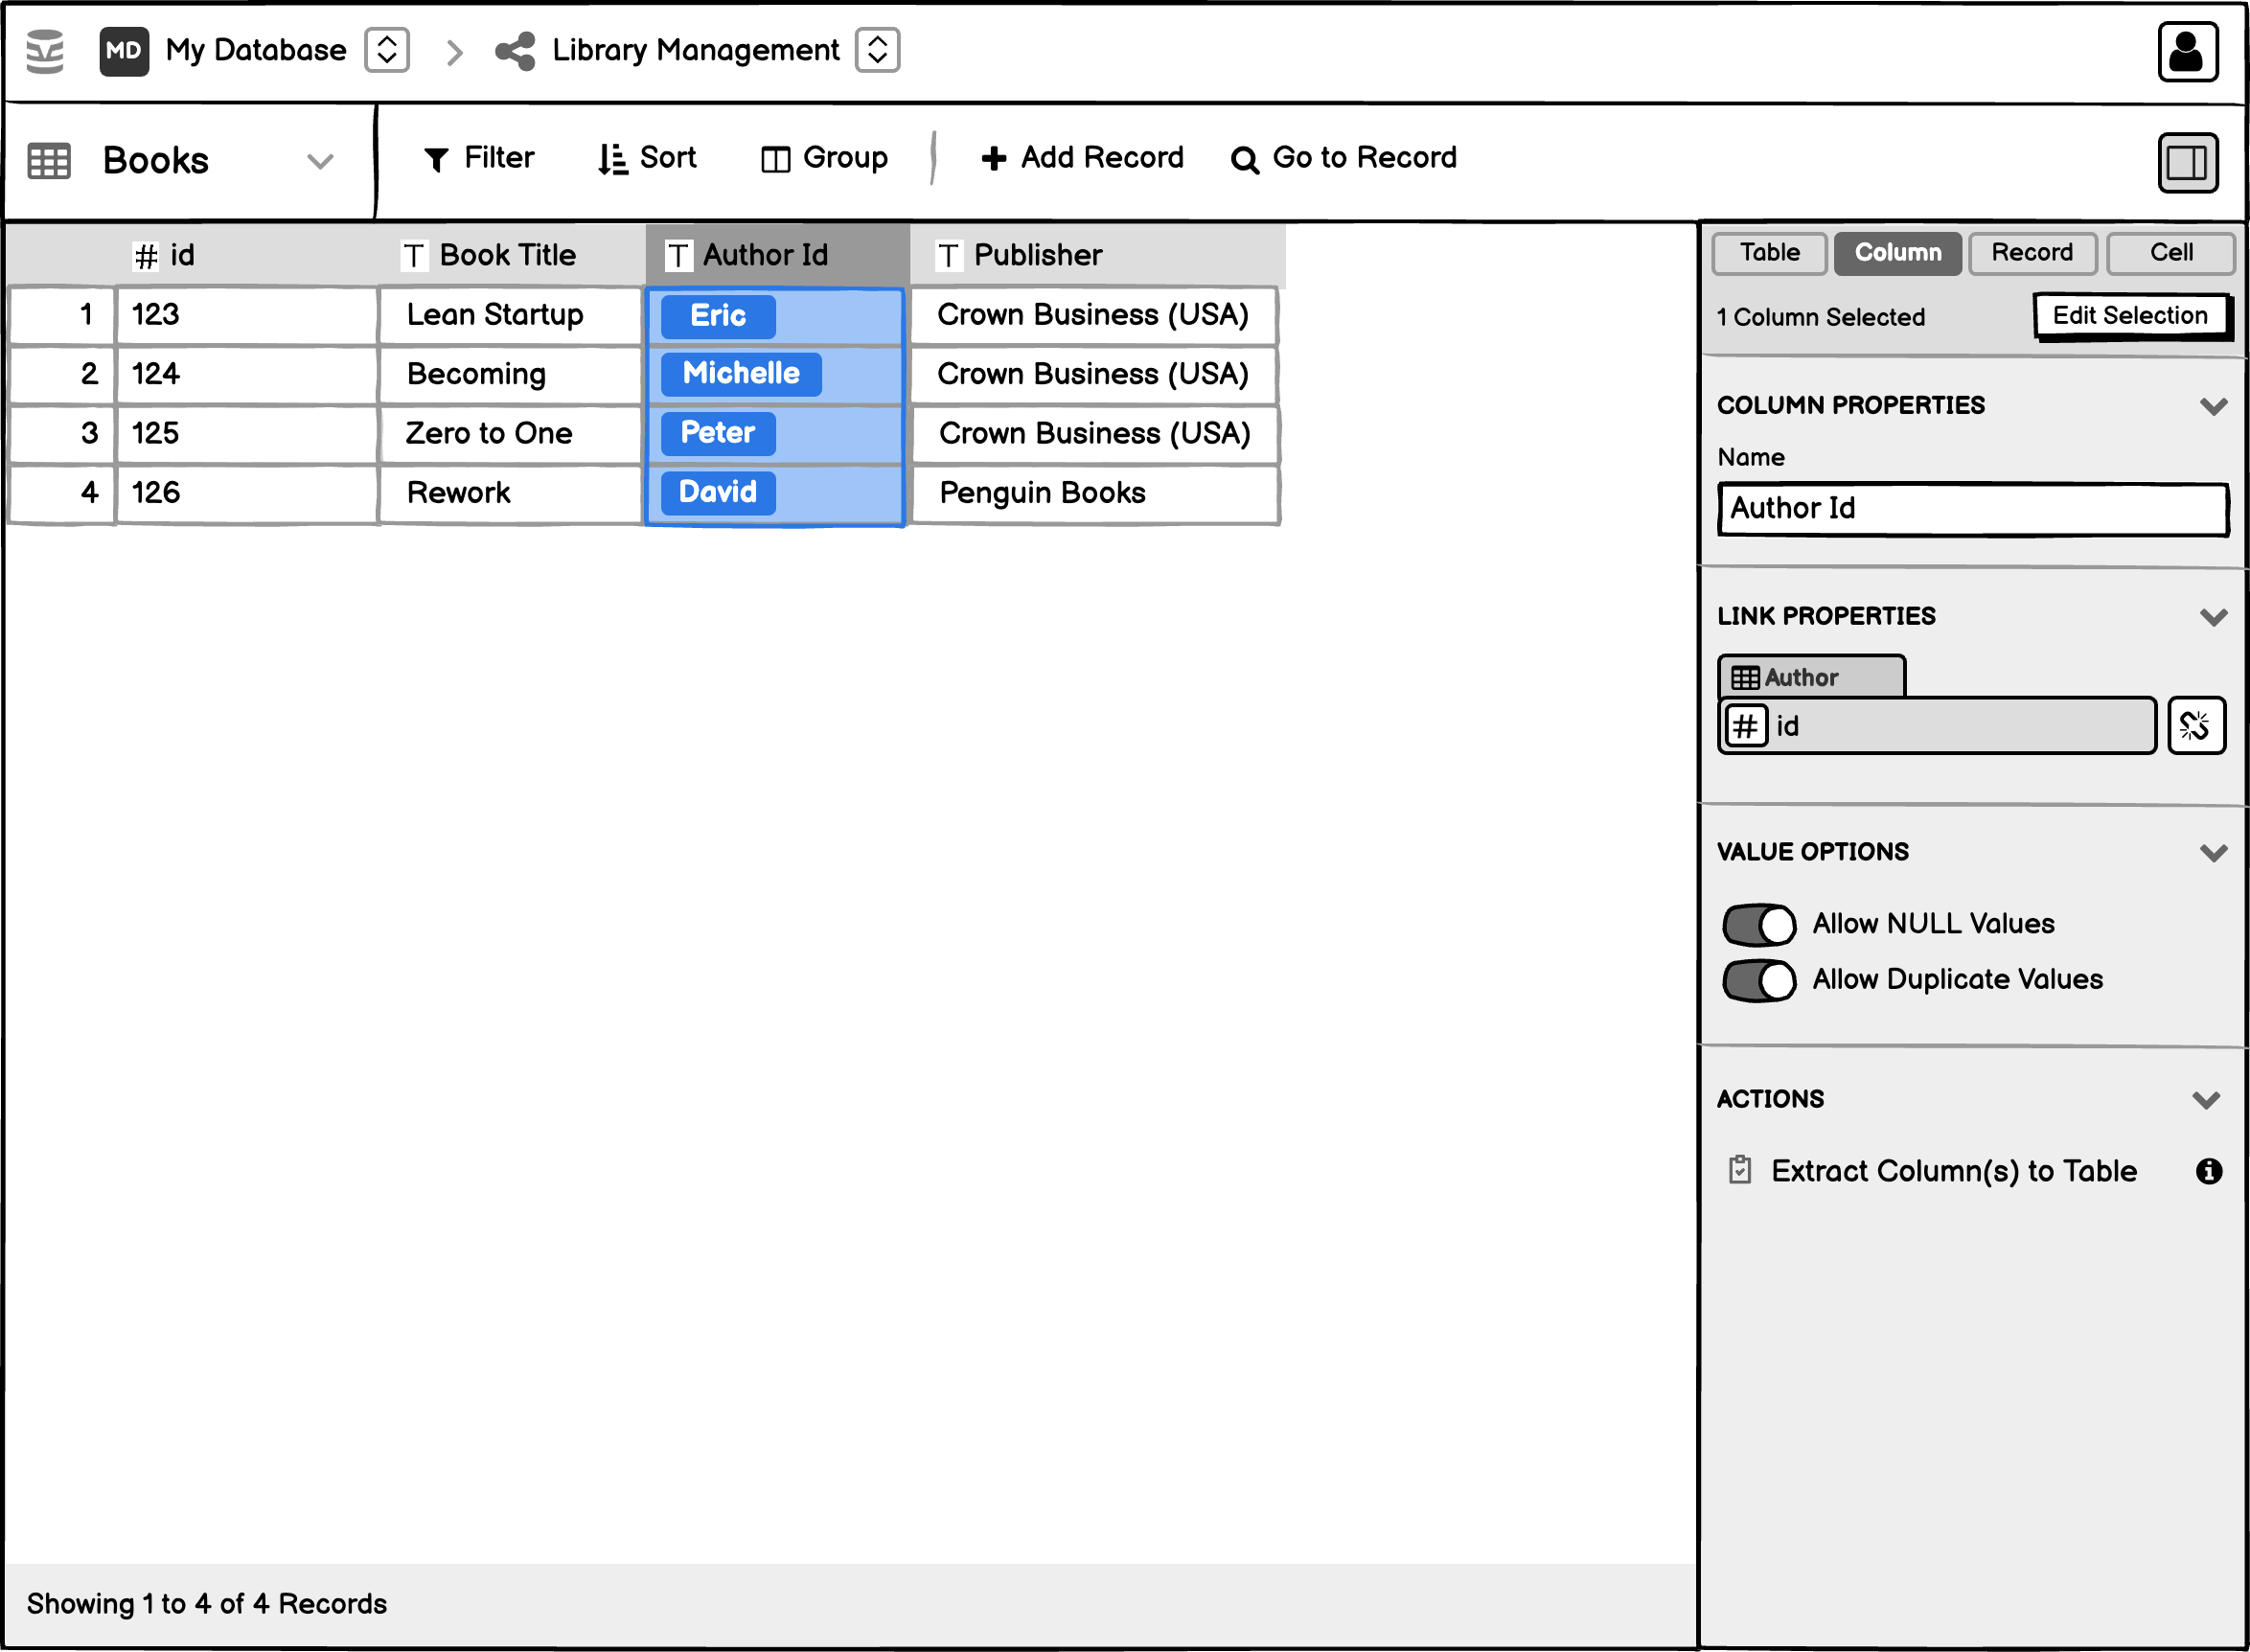 MD My Database Library Management
Books Filter Sort Group Add Record Go to Record
# id T Book Title T Author Id T Publisher
1 123 Lean Startup Eric Crown Business (USA)
2 124 Becoming Michelle Crown Business (USA)
3 125 Zero to One Peter Crown Business (USA)
4 126 Rework David Penguin Books
Showing 1 to 4 of 4 Records
Table Column Record Cell
1 Column Selected Edit Selection
COLUMN PROPERTIES
Name
Author Id
LINK PROPERTIES
Author
# id
VALUE OPTIONS
Allow NULL Values
Allow Duplicate Values
ACTIONS
Extract Column(s) to Table